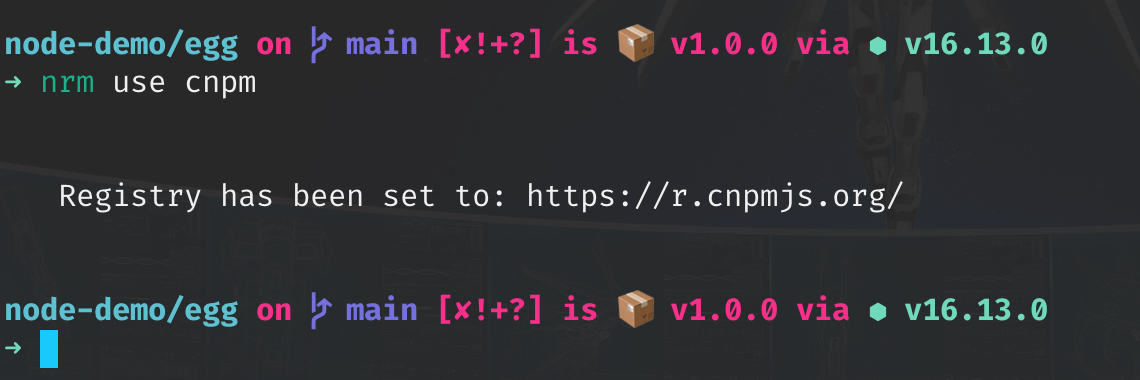 node-demo/egg on main [✘!+?] is 📦 v1.0.0 via ⬢ v16.13.0
➜ nrm use cnpm
Registry has been set to: https://r.cnpmjs.org/
node-demo/egg on main [✘!+?] is 📦 v1.0.0 via ⬢ v16.13.0
➜